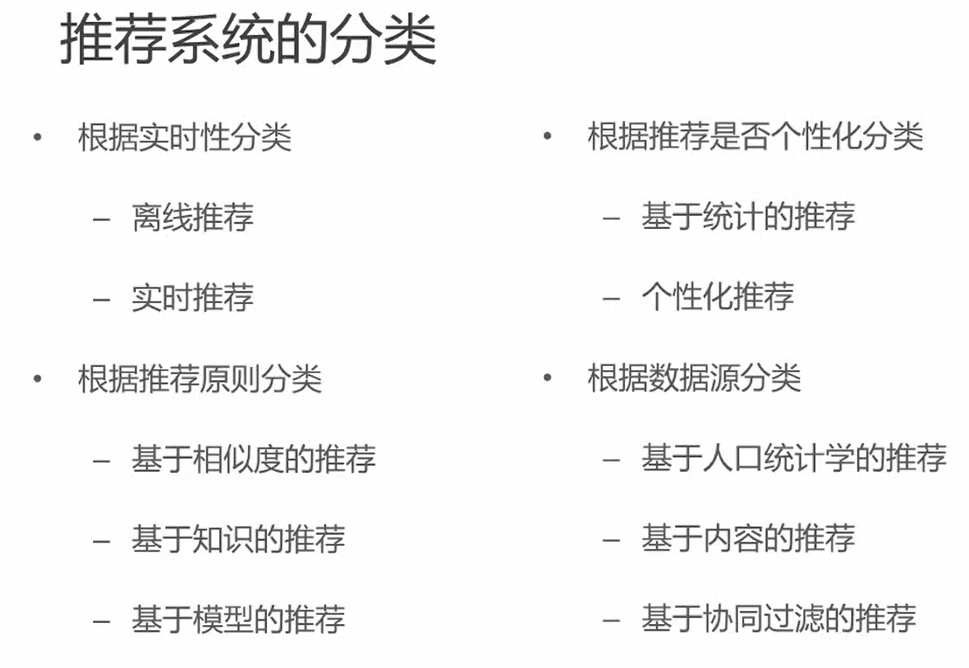 推荐系统的分类
• 根据实时性分类
– 离线推荐
– 实时推荐
• 根据推荐原则分类
– 基于相似度的推荐
– 基于知识的推荐
– 基于模型的推荐
• 根据推荐是否个性化分类
– 基于统计的推荐
– 个性化推荐
• 根据数据源分类
– 基于人口统计学的推荐
– 基于内容的推荐
– 基于协同过滤的推荐